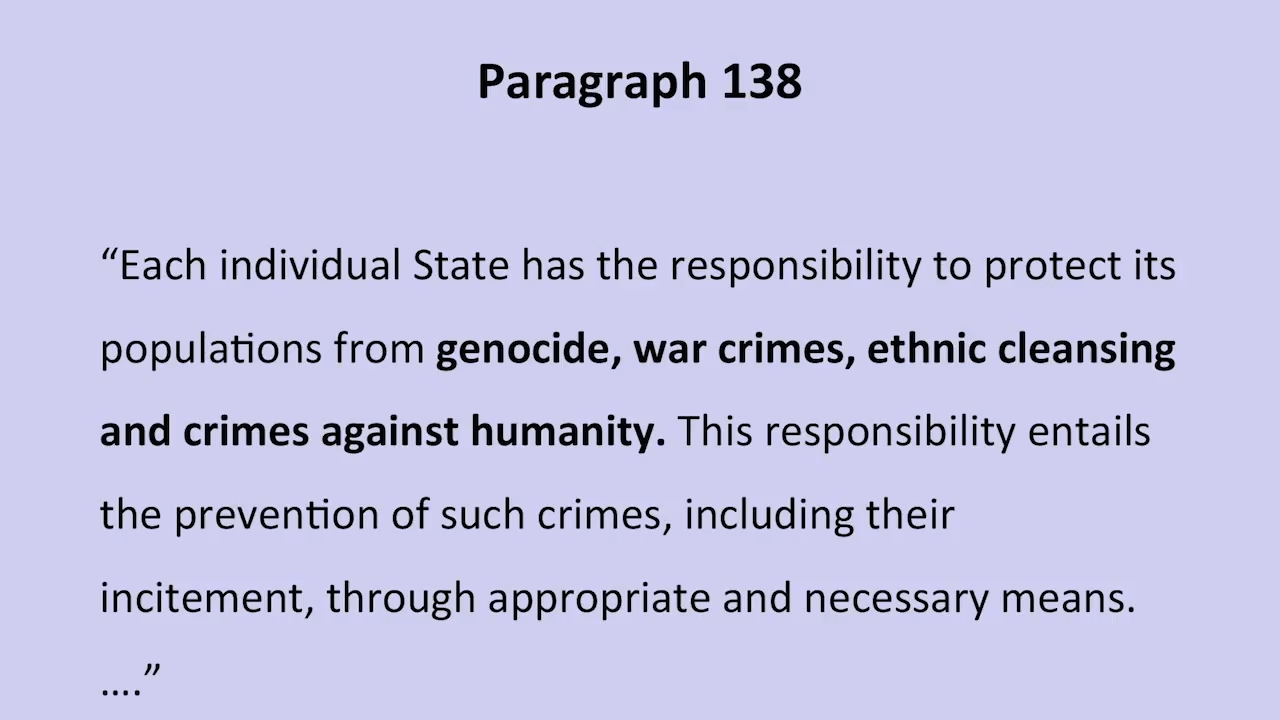 Paragraph 138
“Each individual State has the responsibility to protect its
populations from genocide, war crimes, ethnic cleansing
and crimes against humanity. This responsibility entails
the prevention of such crimes, including their
incitement, through appropriate and necessary means.
….”